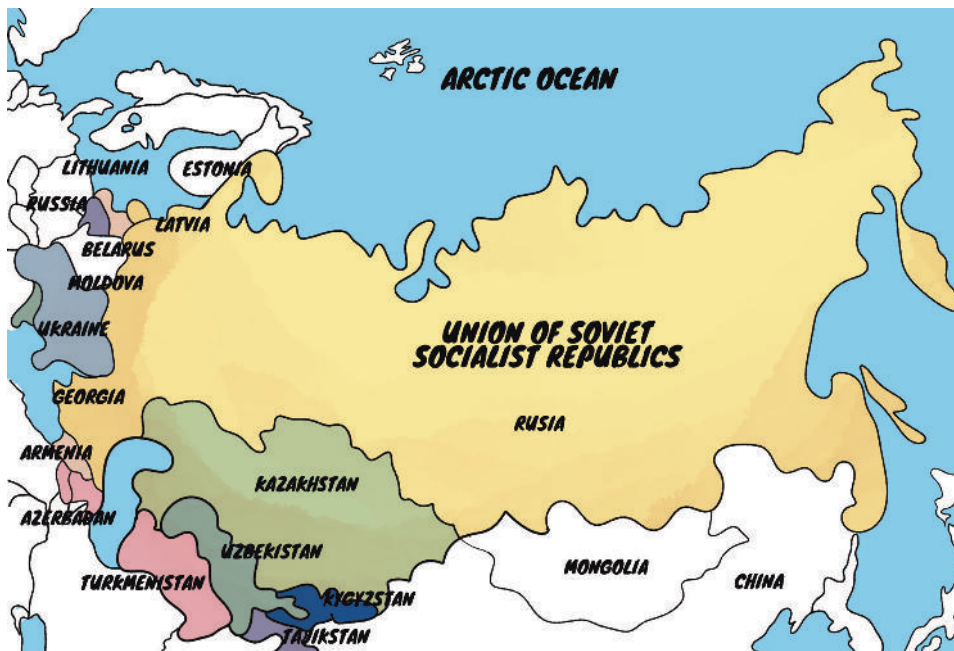 ARCTIC OCEAN
LITHUANIA
ESTONIA
RUSSIA
LATVIA
BELARUS
MOLDOVA
UKRAINE
UNION OF SOVIET
SOCIALIST REPUBLICS
GEORGIA
RUSIA
ARMENIA
KAZAKHSTAN
AZERBADAN
UZBEKISTAN
MONGOLIA
TURKMENISTAN
CHINA
KYGYZSTAN
TAJIKSTAN